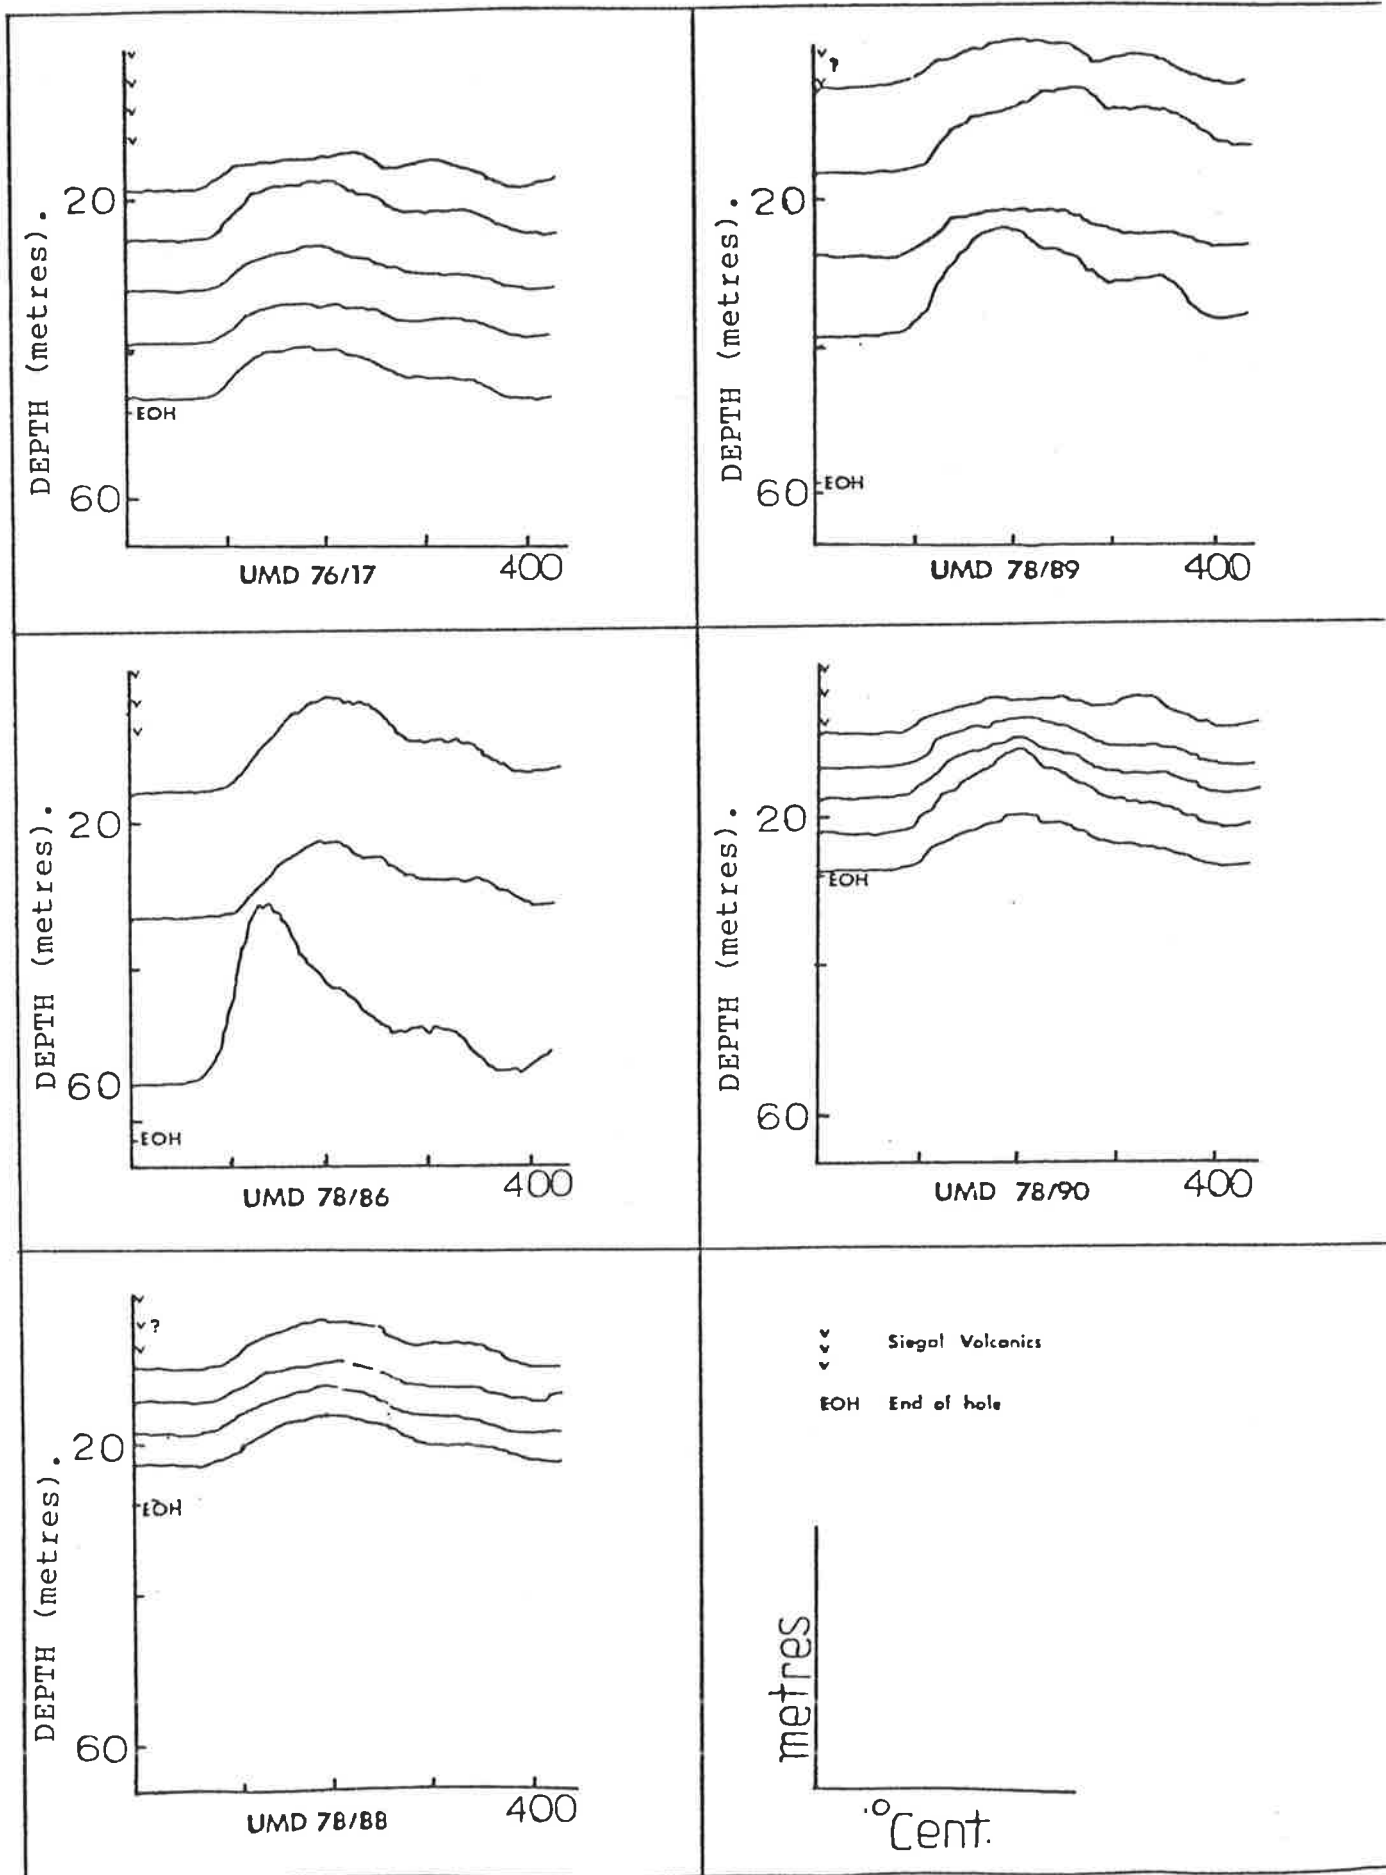 DEPTH (metres).
20
EOH
60
UMD 76/17
400
DEPTH (metres).
?
20
EOH
60
UMD 78/89
400
DEPTH (metres).
20
60
EOH
UMD 78/86
400
DEPTH (metres).
20
EOH
60
UMD 78/90
400
DEPTH (metres).
?
20
EOH
60
UMD 78/88
400
Siegal Volcanics
EOH End of hole
metres
°Cent.